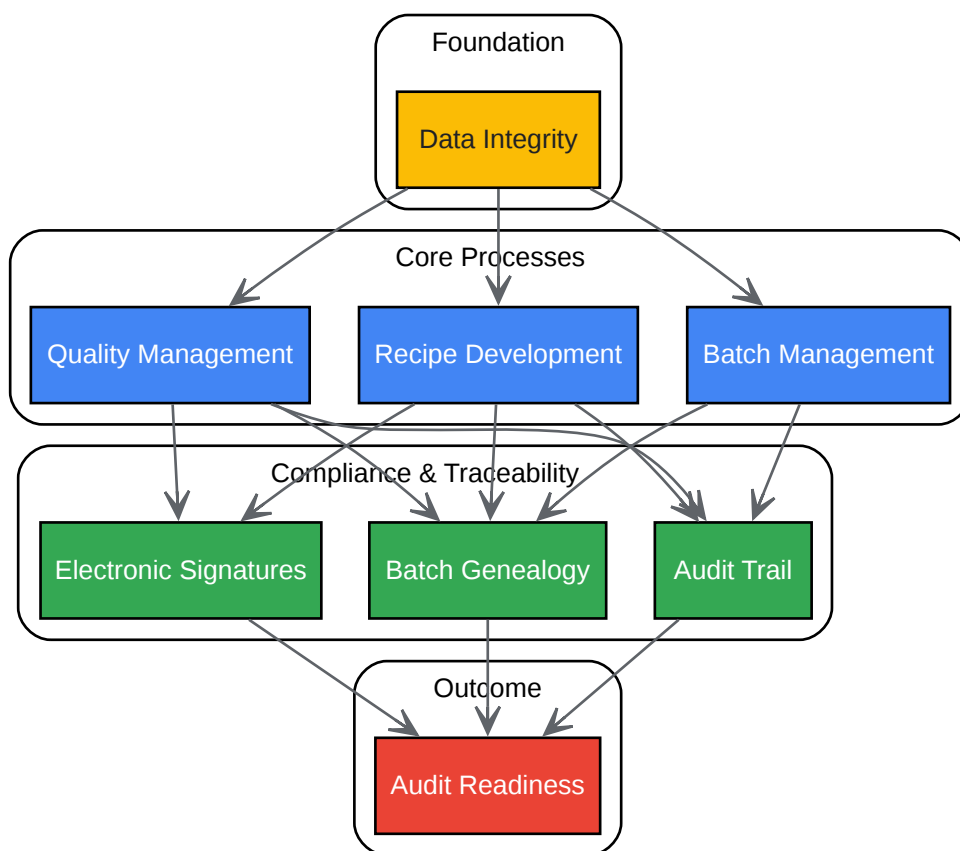 Foundation
Data Integrity
Core Processes
Quality Management
Recipe Development
Batch Management
Compliance & Traceability
Electronic Signatures
Batch Genealogy
Audit Trail
Outcome
Audit Readiness